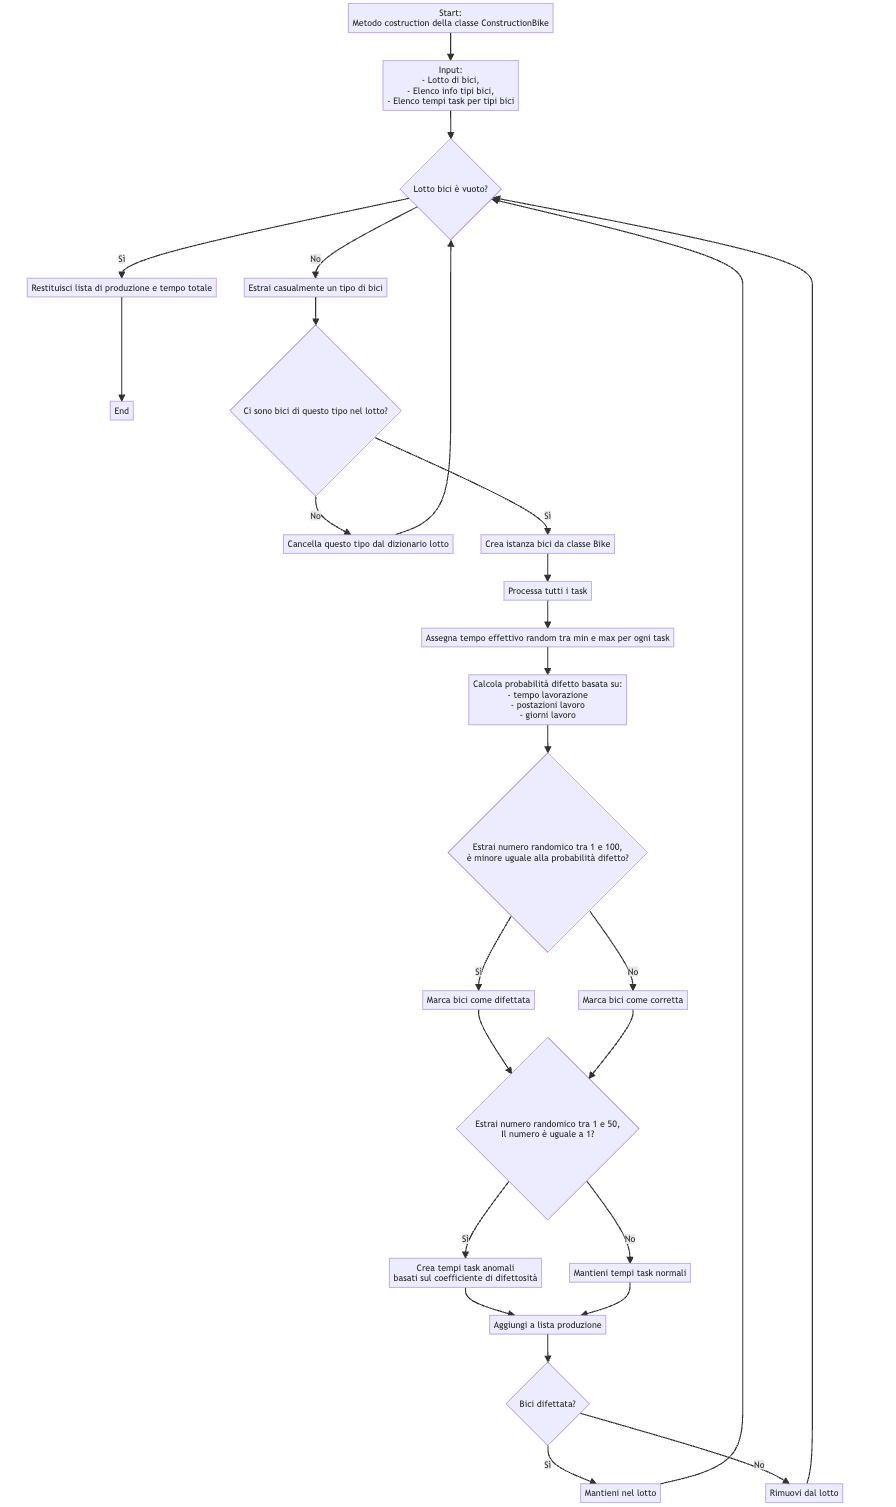 Start:
Metodo costruction della classe ConstructionBike
Input:
- Lotto di bici,
- Elenco info tipi bici,
- Elenco tempi task per tipi bici
Lotto bici è vuoto?
Sì
No
Restituisci lista di produzione e tempo totale
Estrai casualmente un tipo di bici
End
Ci sono bici di questo tipo nel lotto?
No
Sì
Cancella questo tipo dal dizionario lotto
Crea istanza bici da classe Bike
Processa tutti i task
Assegna tempo effettivo random tra min e max per ogni task
Calcola probabilità difetto basata su:
- tempo lavorazione
- postazioni lavoro
- giorni lavoro
Estrai numero randomico tra 1 e 100,
è minore uguale alla probabilità difetto?
Sì
No
Marca bici come difettata
Marca bici come corretta
Estrai numero randomico tra 1 e 50,
Il numero è uguale a 1?
Sì
No
Crea tempi task anomali
basati sul coefficiente di difettosità
Mantieni tempi task normali
Aggiungi a lista produzione
Bici difettata?
Sì
No
Mantieni nel lotto
Rimuovi dal lotto